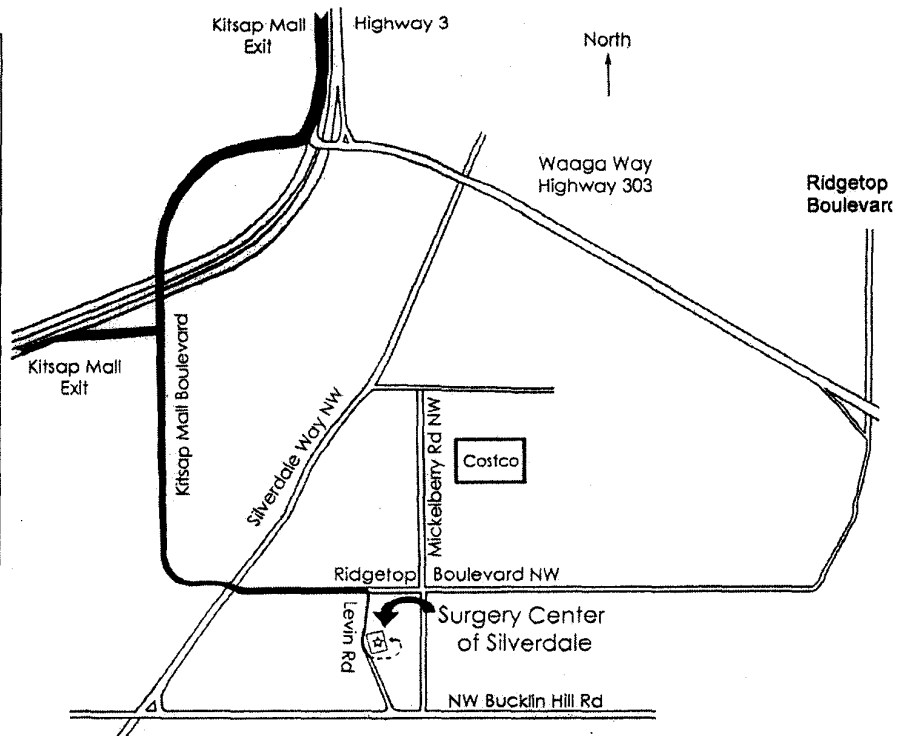 Kitsap Mall
Exit
Highway 3
North
Waaga Way
Highway 303
Ridgetop
Boulevard
Kitsap Mall
Exit
Kitsap Mall Boulevard
Silverdale Way NW
Mickelberry Rd NW
Costco
Ridgetop Boulevard NW
Levin Rd
Surgery Center
of Silverdale
NW Bucklin Hill Rd